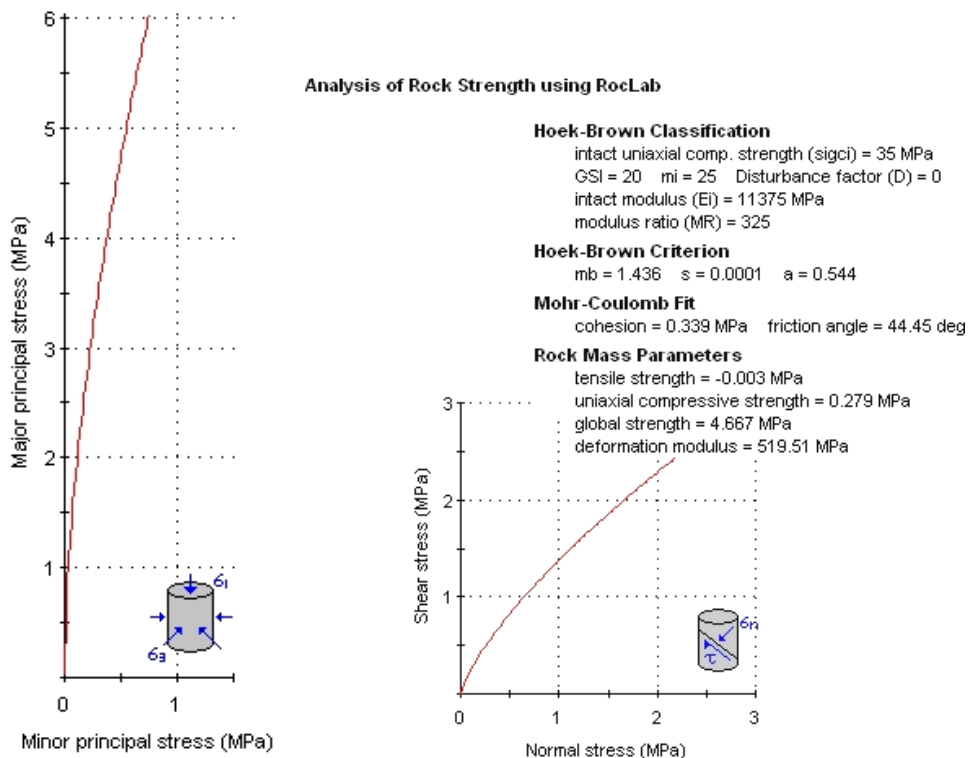 Analysis of Rock Strength using RocLab
Hoek-Brown Classification
intact uniaxial comp. strength (sigci) = 35 MPa
GSI = 20 mi = 25 Disturbance factor (D) = 0
intact modulus (Ei) = 11375 MPa
modulus ratio (MR) = 325
Hoek-Brown Criterion
mb = 1.436 s = 0.0001 a = 0.544
Mohr-Coulomb Fit
cohesion = 0.339 MPa friction angle = 44.45 deg
Rock Mass Parameters
tensile strength = -0.003 MPa
uniaxial compressive strength = 0.279 MPa
global strength = 4.667 MPa
deformation modulus = 519.51 MPa
Major principal stress (MPa)
6
5
4
3
2
1
0 1
Minor principal stress (MPa)
σ1
σ3
Shear stress (MPa)
3
2
1
0 1 2 3
Normal stress (MPa)
σn
τ